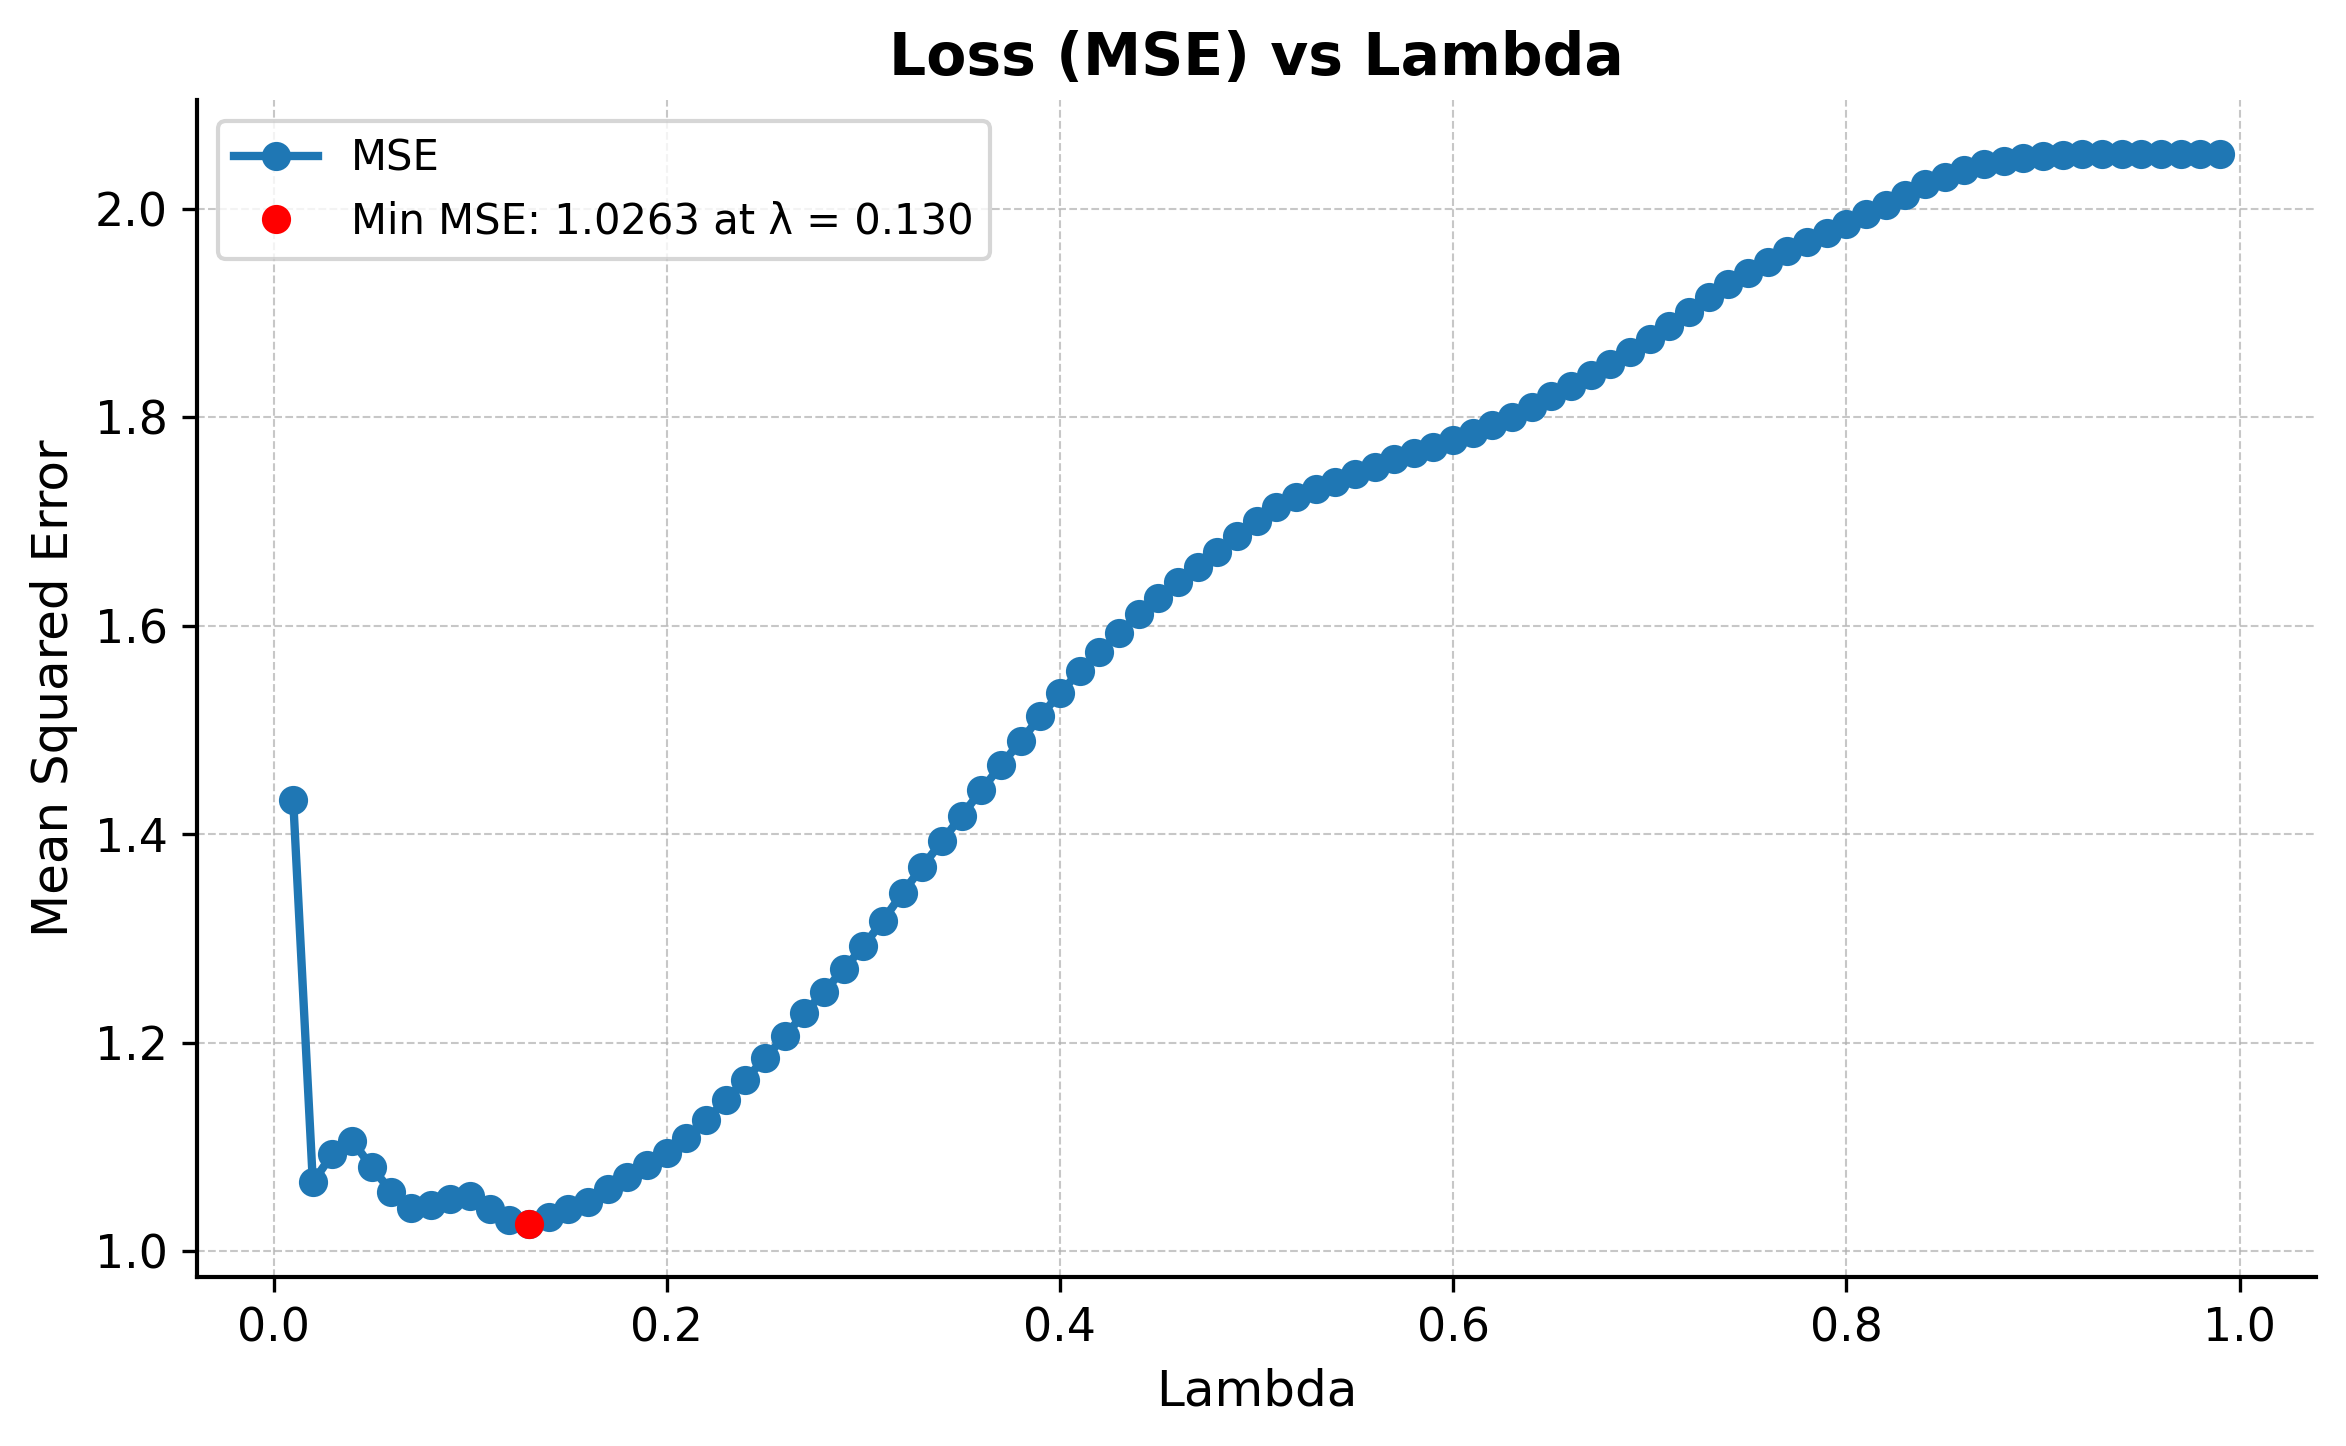 Loss (MSE) vs Lambda
MSE
Min MSE: 1.0263 at λ = 0.130
Mean Squared Error
2.0
1.8
1.6
1.4
1.2
1.0
0.0 0.2 0.4 0.6 0.8 1.0
Lambda